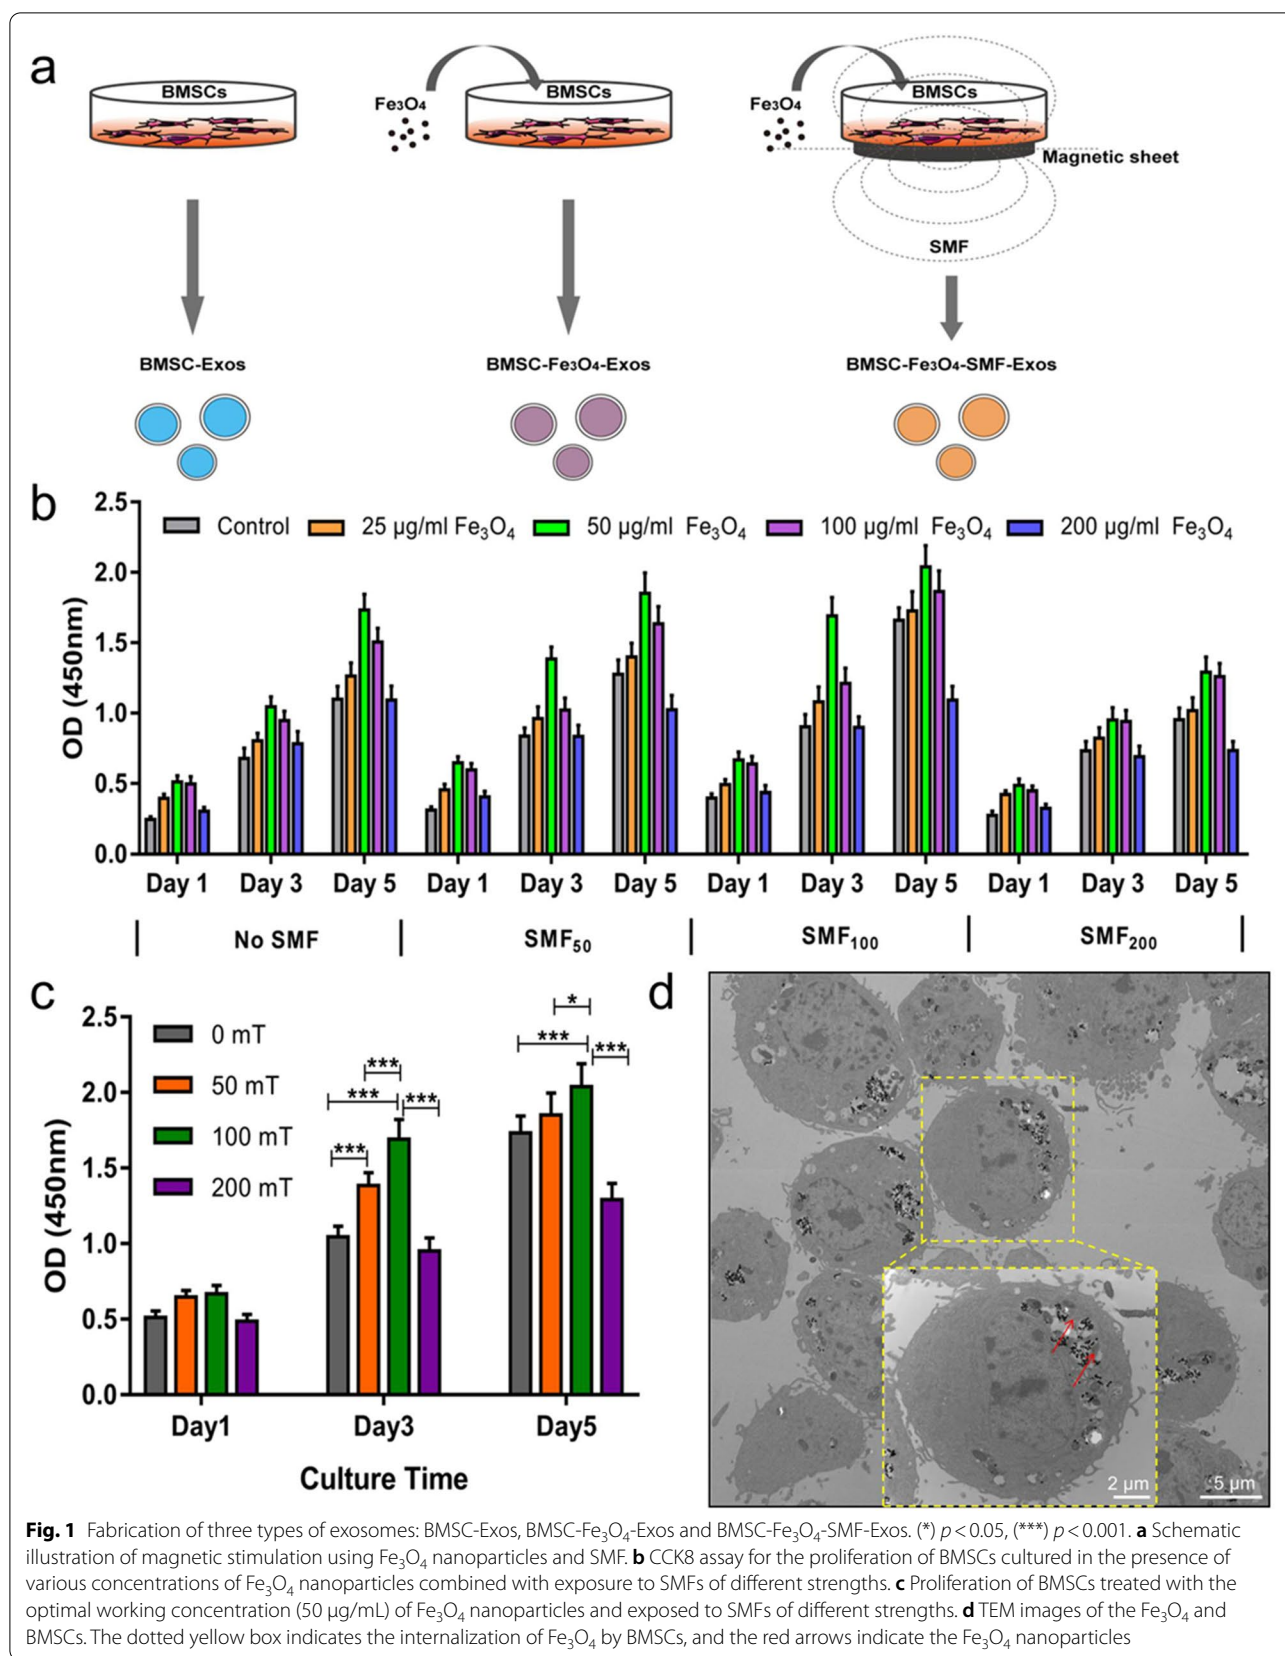 a
BMSCs
Fe₃O₄
BMSCs
Fe₃O₄
BMSCs
Magnetic sheet
SMF
BMSC-Exos
BMSC-Fe₃O₄-Exos
BMSC-Fe₃O₄-SMF-Exos
b
OD (450nm)
2.5
2.0
1.5
1.0
0.5
0.0
Control
25 µg/ml Fe₃O₄
50 µg/ml Fe₃O₄
100 µg/ml Fe₃O₄
200 µg/ml Fe₃O₄
Day 1 Day 3 Day 5 Day 1 Day 3 Day 5 Day 1 Day 3 Day 5 Day 1 Day 3 Day 5
No SMF SMF₅₀ SMF₁₀₀ SMF₂₀₀
c
OD (450nm)
2.5
2.0
1.5
1.0
0.5
0.0
0 mT
50 mT
100 mT
200 mT
***
***
***
***
*
***
***
Day1 Day3 Day5
Culture Time
d
2 µm
5 µm
Fig. 1 Fabrication of three types of exosomes: BMSC-Exos, BMSC-Fe₃O₄-Exos and BMSC-Fe₃O₄-SMF-Exos. (*) p < 0.05, (***) p < 0.001. a Schematic
illustration of magnetic stimulation using Fe₃O₄ nanoparticles and SMF. b CCK8 assay for the proliferation of BMSCs cultured in the presence of
various concentrations of Fe₃O₄ nanoparticles combined with exposure to SMFs of different strengths. c Proliferation of BMSCs treated with the
optimal working concentration (50 µg/mL) of Fe₃O₄ nanoparticles and exposed to SMFs of different strengths. d TEM images of the Fe₃O₄ and
BMSCs. The dotted yellow box indicates the internalization of Fe₃O₄ by BMSCs, and the red arrows indicate the Fe₃O₄ nanoparticles